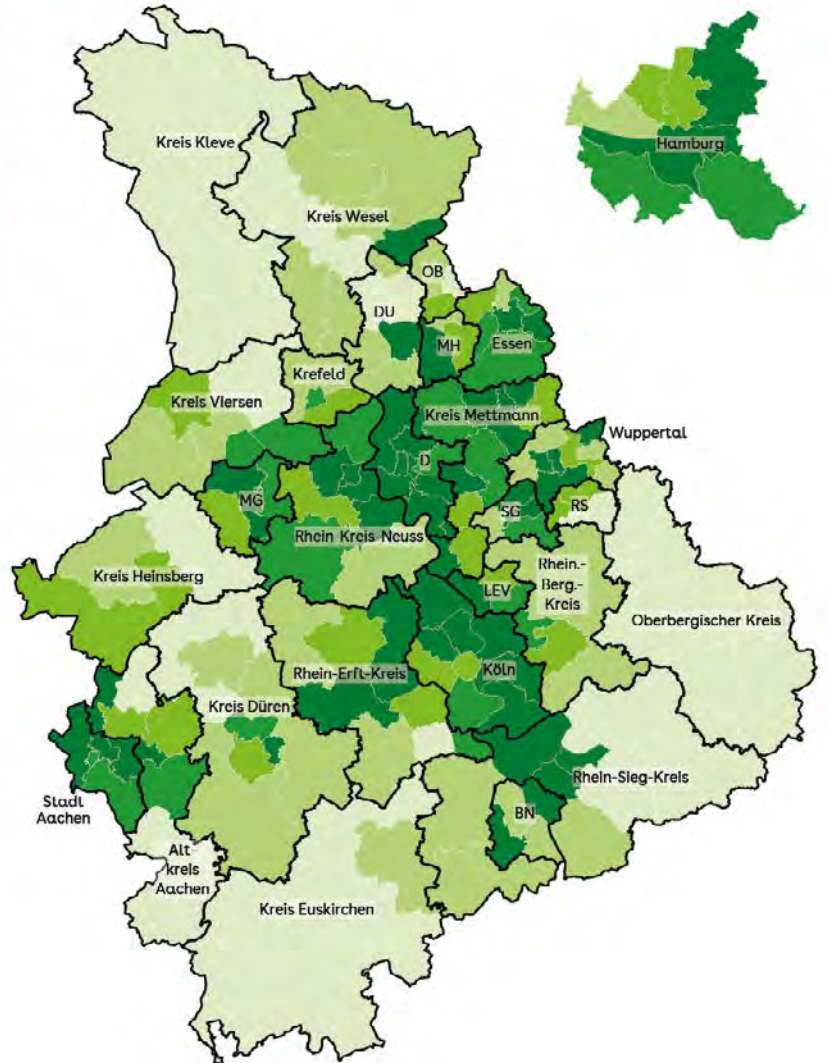 Kreis Kleve
Hamburg
Kreis Wesel
OB
DU
MH
Essen
Krefeld
Kreis Viersen
Kreis Mettmann
Wuppertal
D
MG
SG
RS
Rhein-Kreis-Neuss
Kreis Heinsberg
LEV
Rhein.-
Berg.-
Kreis
Oberbergischer Kreis
Rhein-Erft-Kreis
Köln
Kreis Düren
Rhein-Sieg-Kreis
Stadt
Aachen
BN
Alt-
kreis
Aachen
Kreis Euskirchen